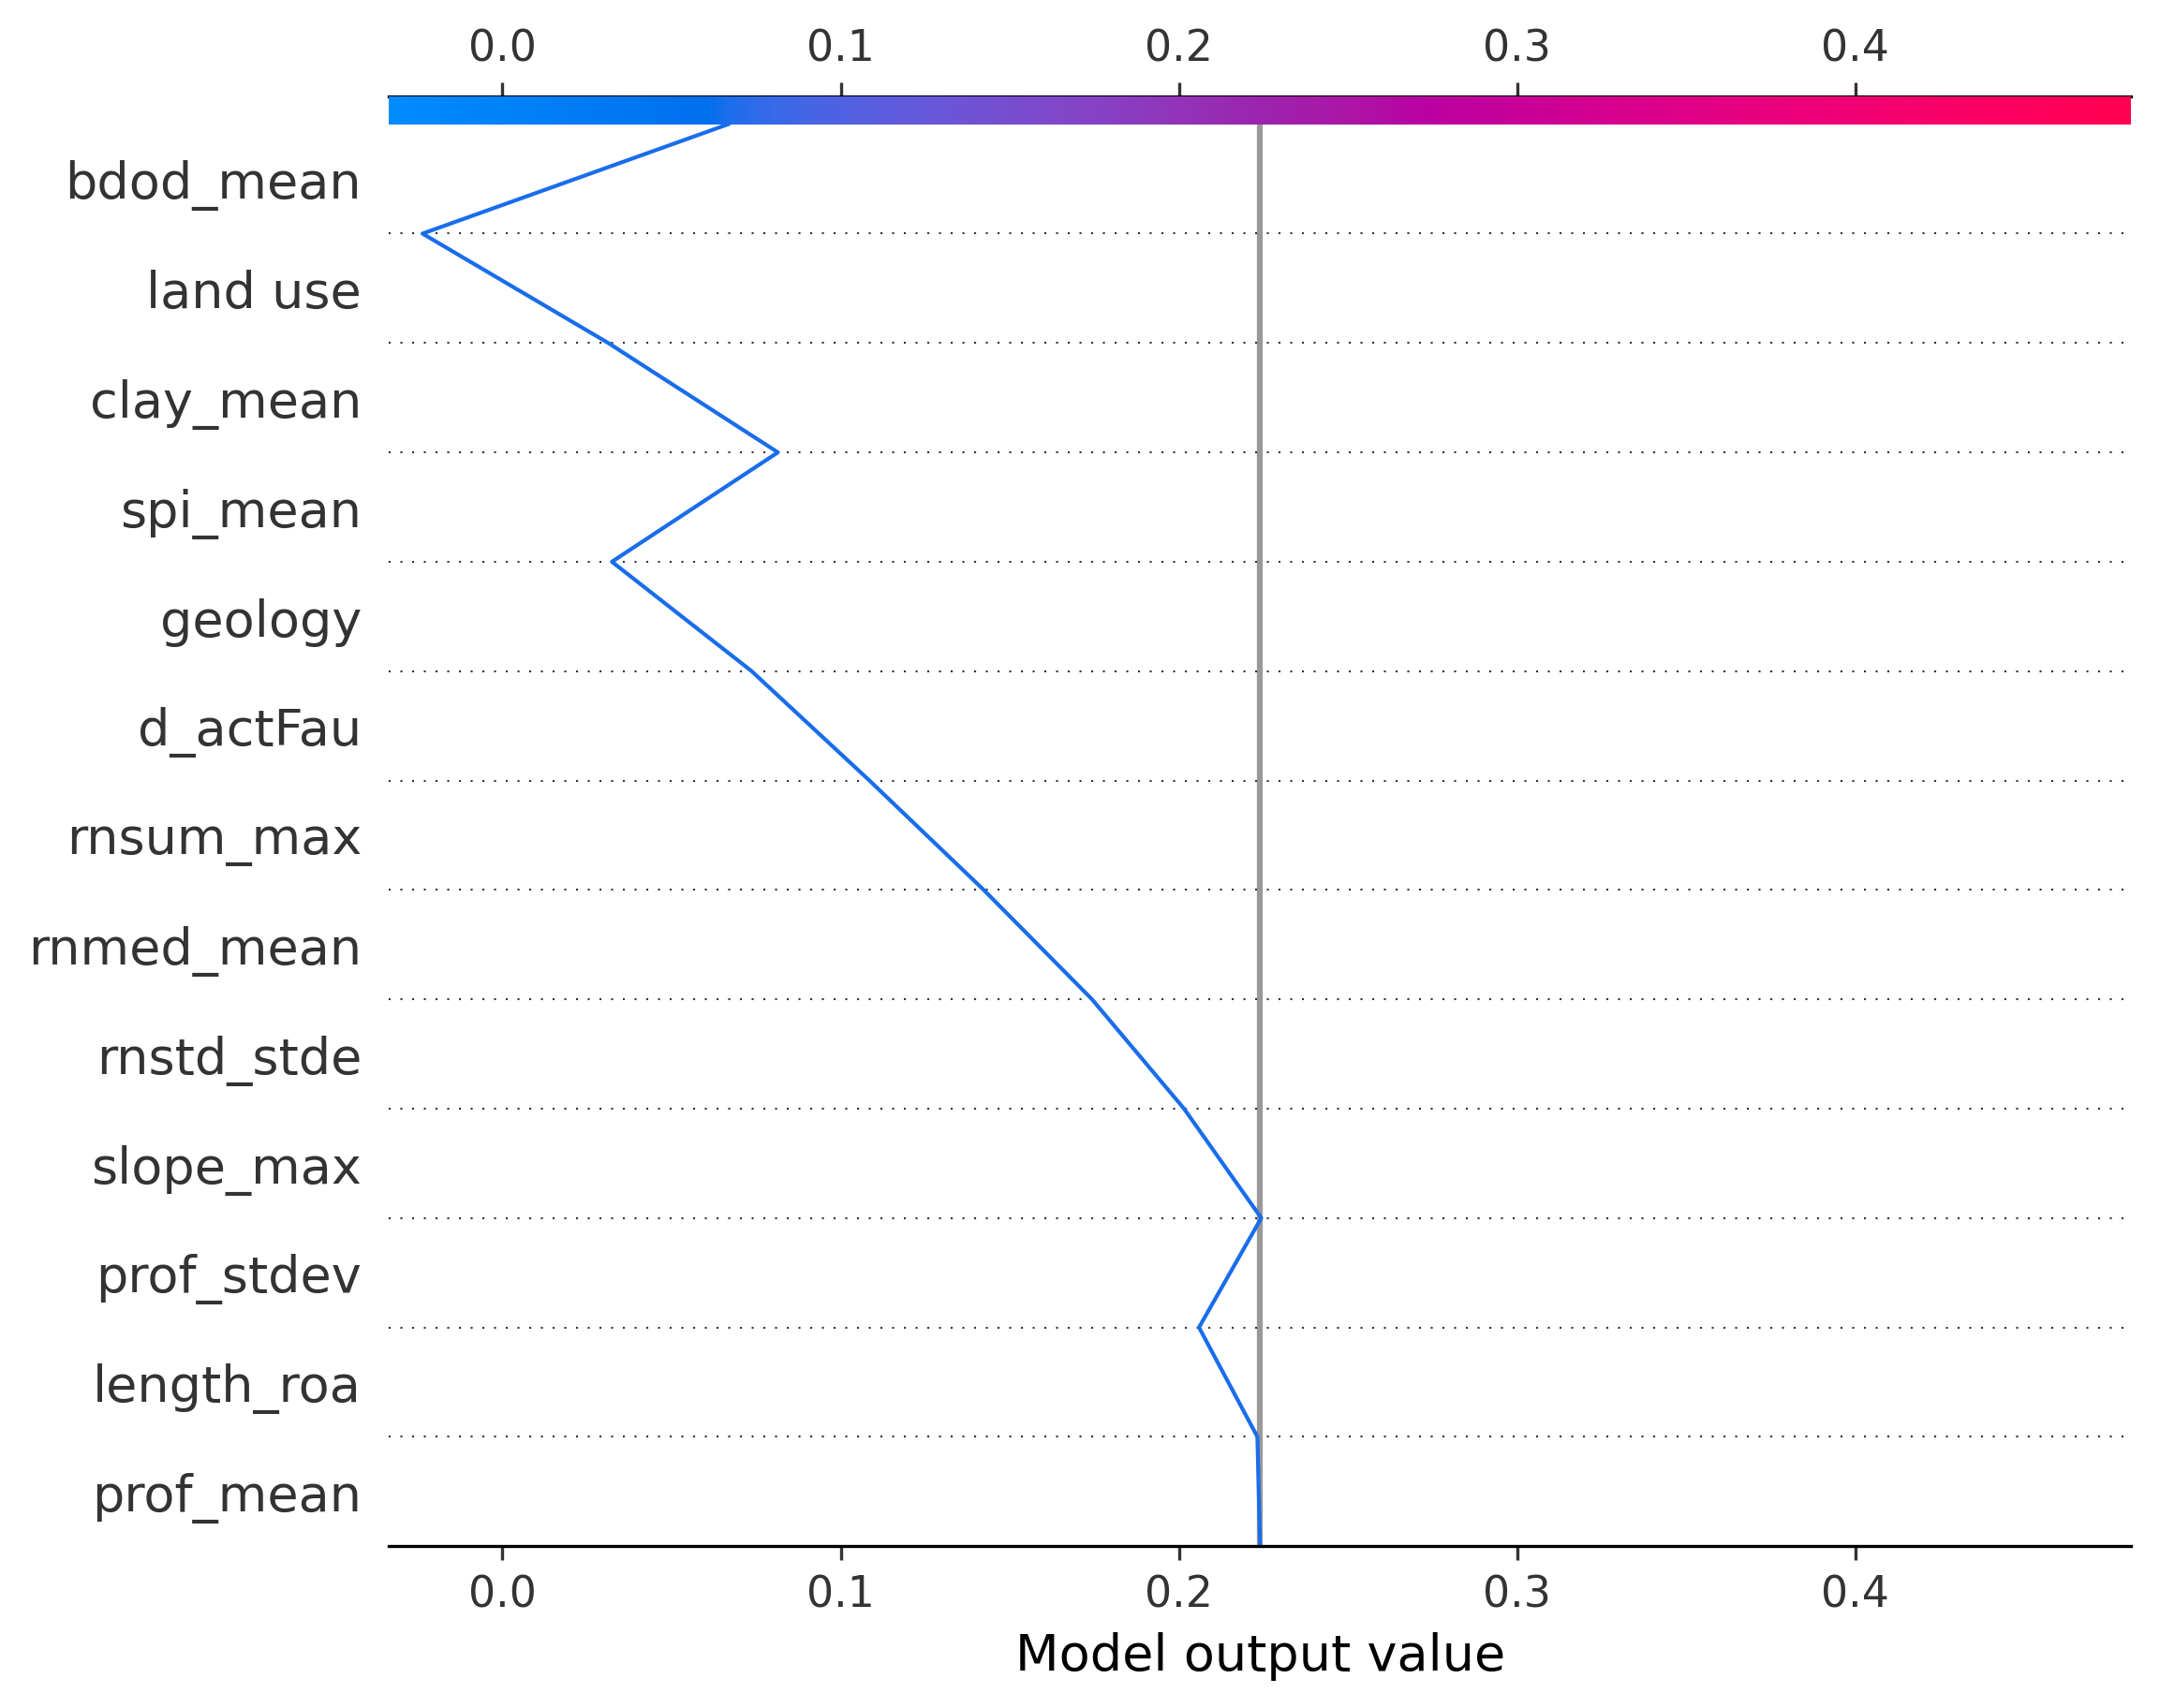 0.0 0.1 0.2 0.3 0.4
bdod_mean
land use
clay_mean
spi_mean
geology
d_actFau
rnsum_max
rnmed_mean
rnstd_stde
slope_max
prof_stdev
length_roa
prof_mean
0.0 0.1 0.2 0.3 0.4
Model output value